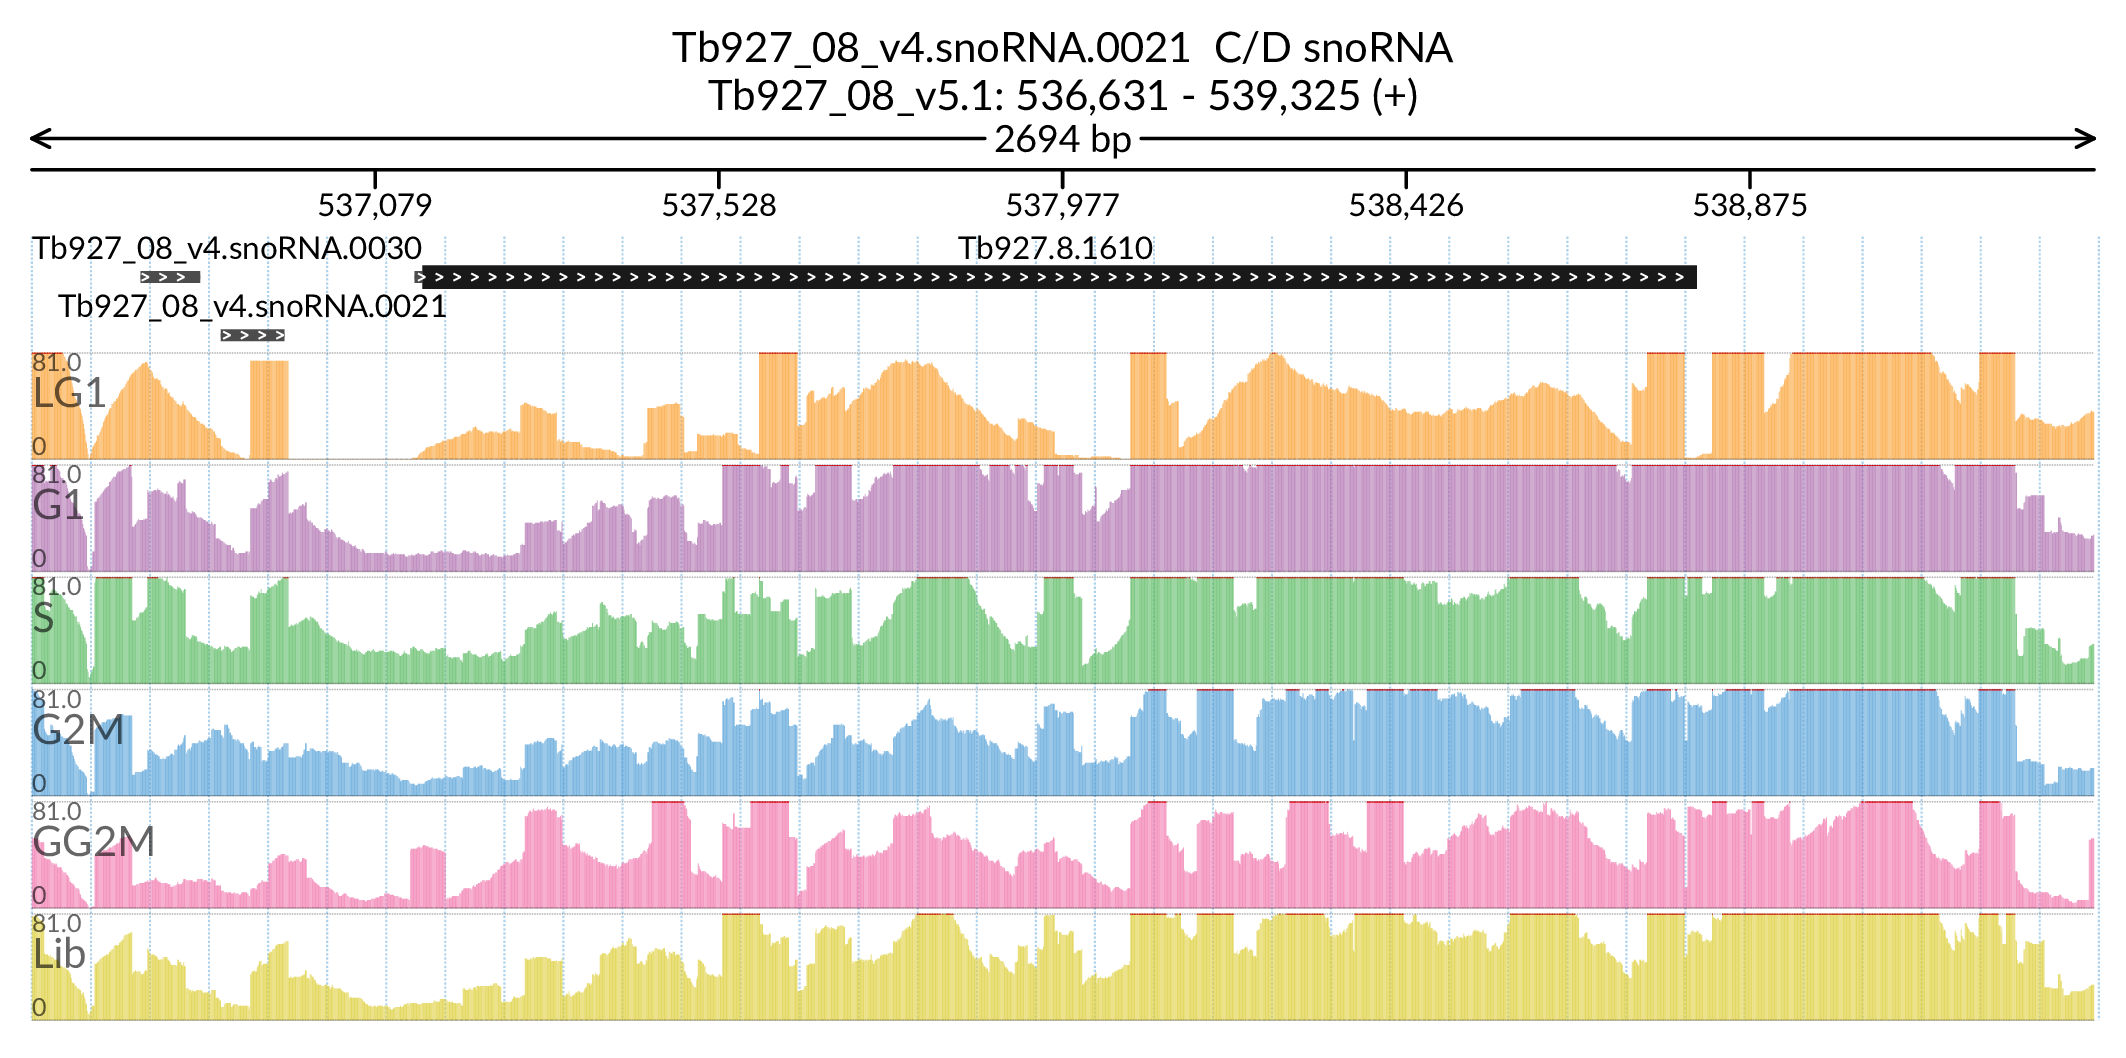 Tb927_08_v4.snoRNA.0021 C/D snoRNA
Tb927_08_v5.1: 536,631 - 539,325 (+)
2694 bp
537,079 537,528 537,977 538,426 538,875
Tb927_08_v4.snoRNA.0030 Tb927.8.1610
Tb927_08_v4.snoRNA.0021
81.0
LG1
0
81.0
G1
0
81.0
S
0
81.0
G2M
0
81.0
GG2M
0
81.0
Lib
0